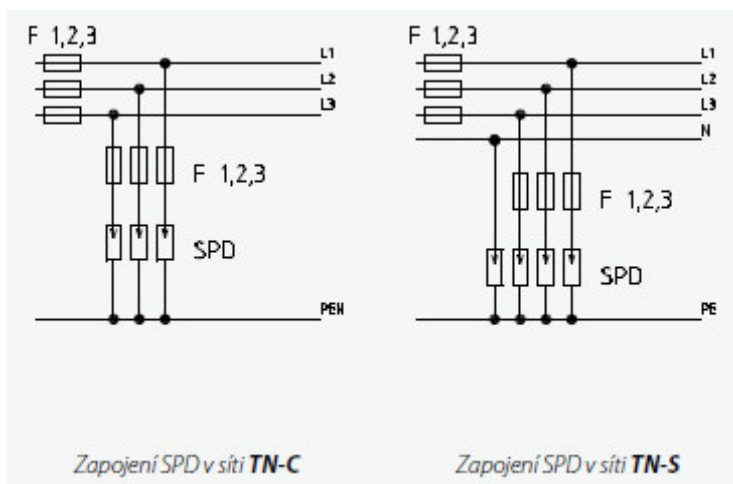 F 1,2,3
L1
L2
L3
F 1,2,3
SPD
PEN
Zapojení SPD v síti TN-C
F 1,2,3
L1
L2
L3
N
F 1,2,3
SPD
PE
Zapojení SPD v síti TN-S